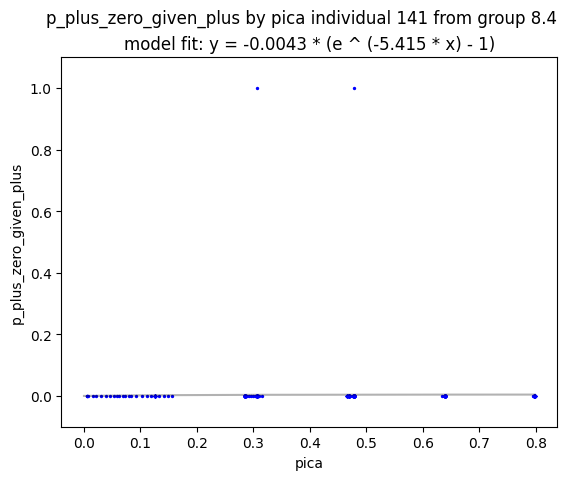 p_plus_zero_given_plus by pica individual 141 from group 8.4
model fit: y = -0.0043 * (e ^ (-5.415 * x) - 1)
1.0
0.8
0.6
0.4
0.2
0.0
p_plus_zero_given_plus
0.0 0.1 0.2 0.3 0.4 0.5 0.6 0.7 0.8
pica